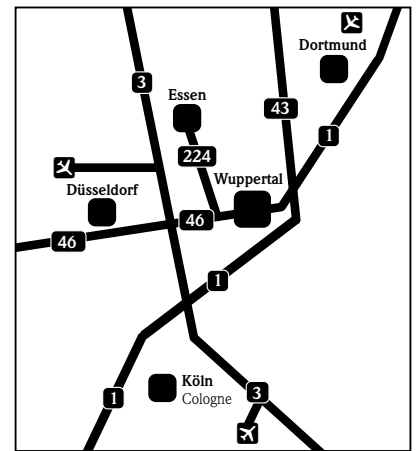 Dortmund
3
Essen
43
1
224
Wuppertal
Düsseldorf
46
46
1
Köln
Cologne
3
1